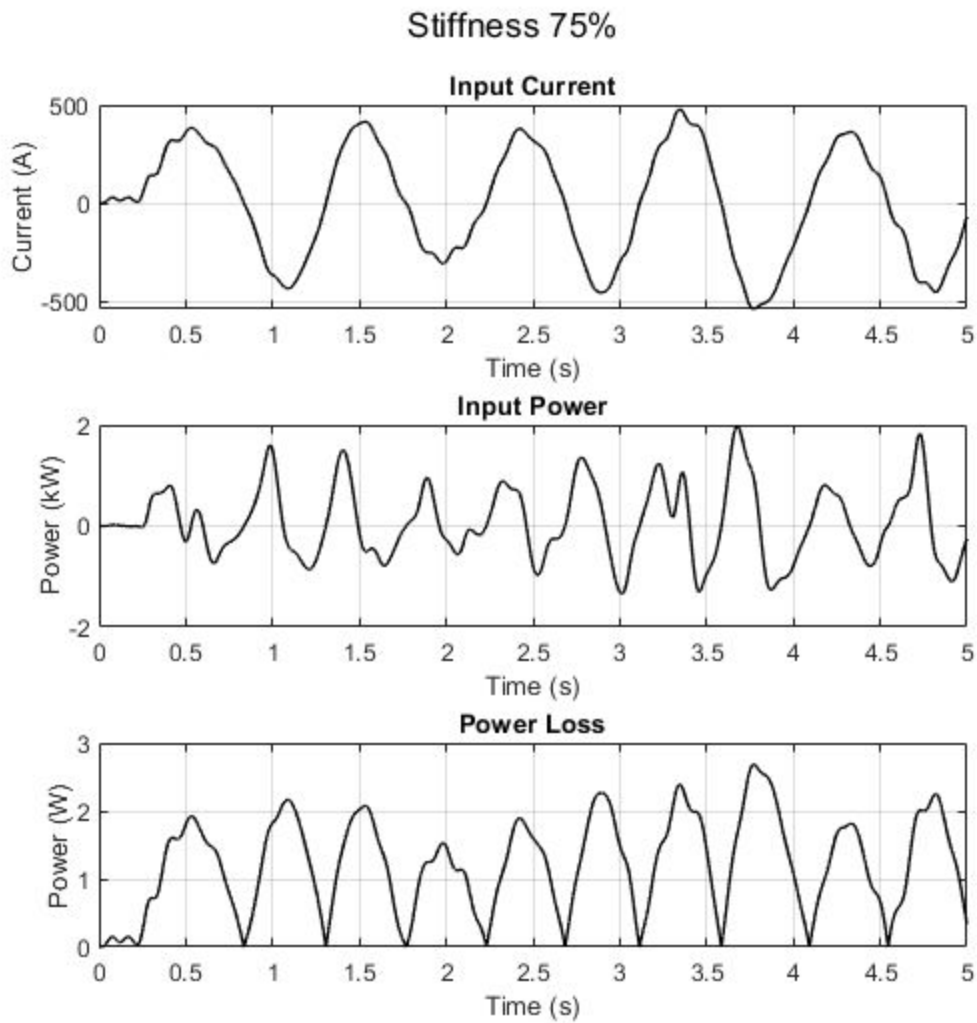 Stiffness 75%
Input Current
500
0
-500
Current (A)
0 0.5 1 1.5 2 2.5 3 3.5 4 4.5 5
Time (s)
Input Power
2
0
-2
Power (kW)
0 0.5 1 1.5 2 2.5 3 3.5 4 4.5 5
Time (s)
Power Loss
3
2
1
0
Power (W)
0 0.5 1 1.5 2 2.5 3 3.5 4 4.5 5
Time (s)